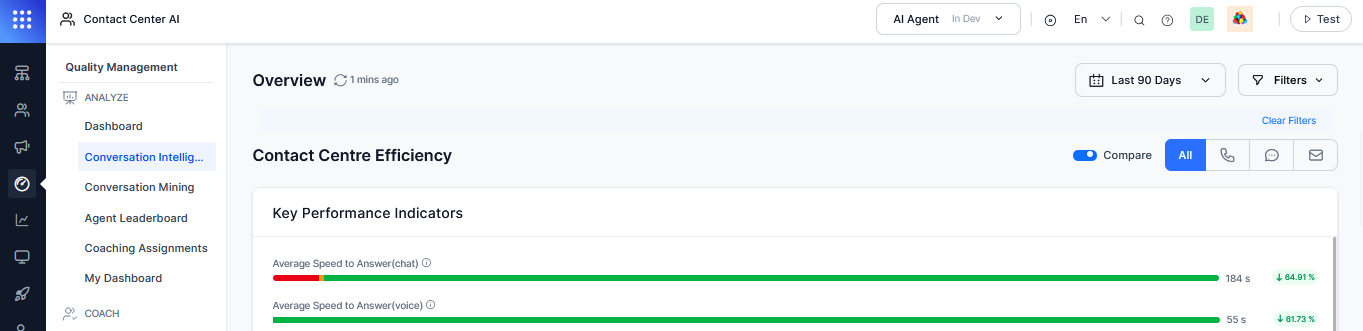 Contact Center AI
AI Agent In Dev
En
DE
Test
Quality Management
ANALYZE
Dashboard
Conversation Intellig...
Conversation Mining
Agent Leaderboard
Coaching Assignments
My Dashboard
COACH
Overview 1 mins ago
Last 90 Days
Filters
Clear Filters
Contact Centre Efficiency
Compare
All
Key Performance Indicators
Average Speed to Answer(chat)
184 s
↓ 64.91 %
Average Speed to Answer(voice)
55 s
↓ 61.73 %